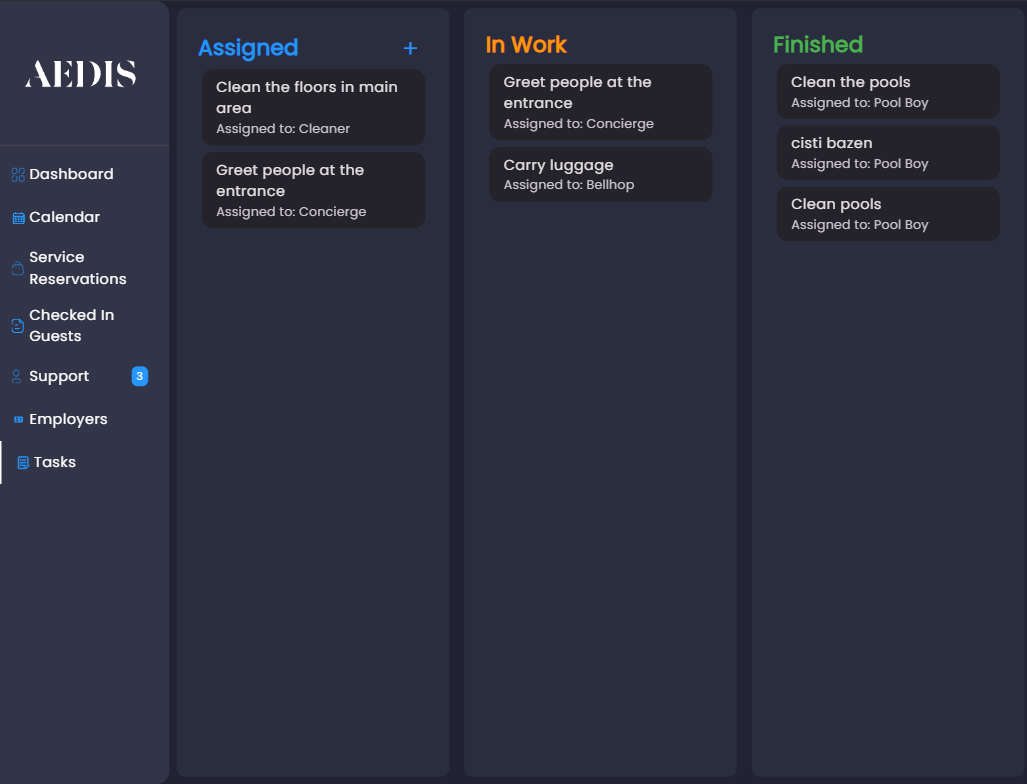 AEDIS
Dashboard
Calendar
Service
Reservations
Checked In
Guests
Support 3
Employers
Tasks
Assigned +
Clean the floors in main
area
Assigned to: Cleaner
Greet people at the
entrance
Assigned to: Concierge
In Work
Greet people at the
entrance
Assigned to: Concierge
Carry luggage
Assigned to: Bellhop
Finished
Clean the pools
Assigned to: Pool Boy
cisti bazen
Assigned to: Pool Boy
Clean pools
Assigned to: Pool Boy